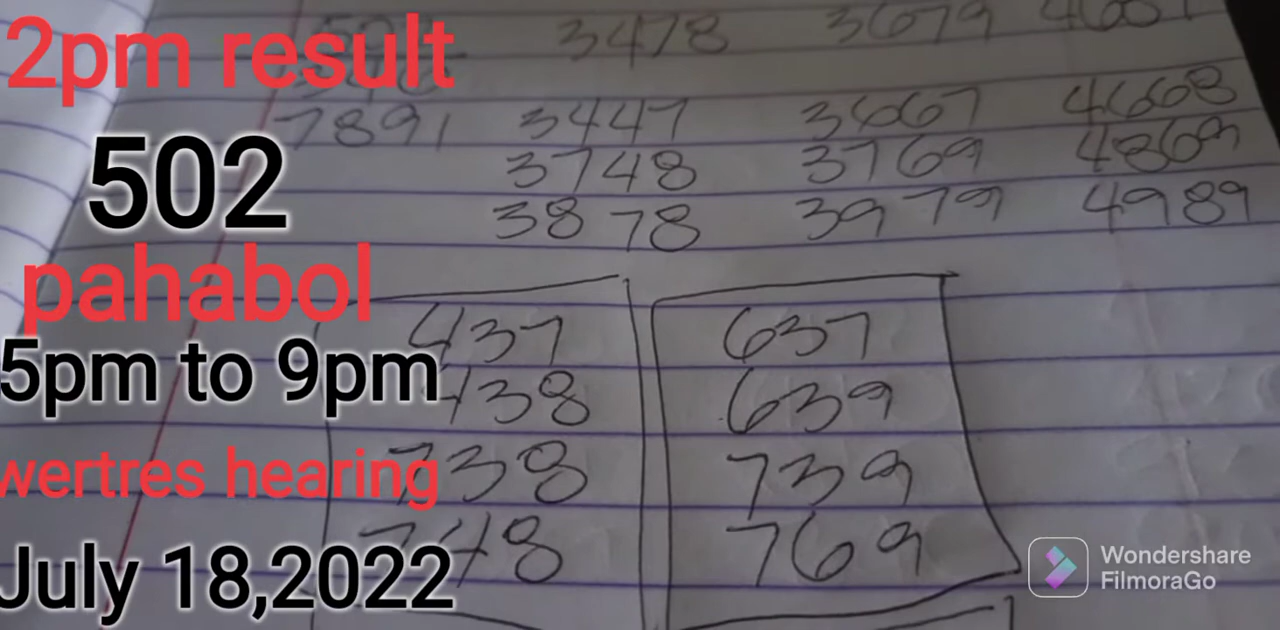 2pm result
502
pahabol
5pm to 9pm
wertres hearing
July 18,2022
3478 3679
7891 3447 3667 4668
3748 3769 4869
3878 3979 4989
437 637
438 639
738 739
748 769
Wondershare
FilmoraGo